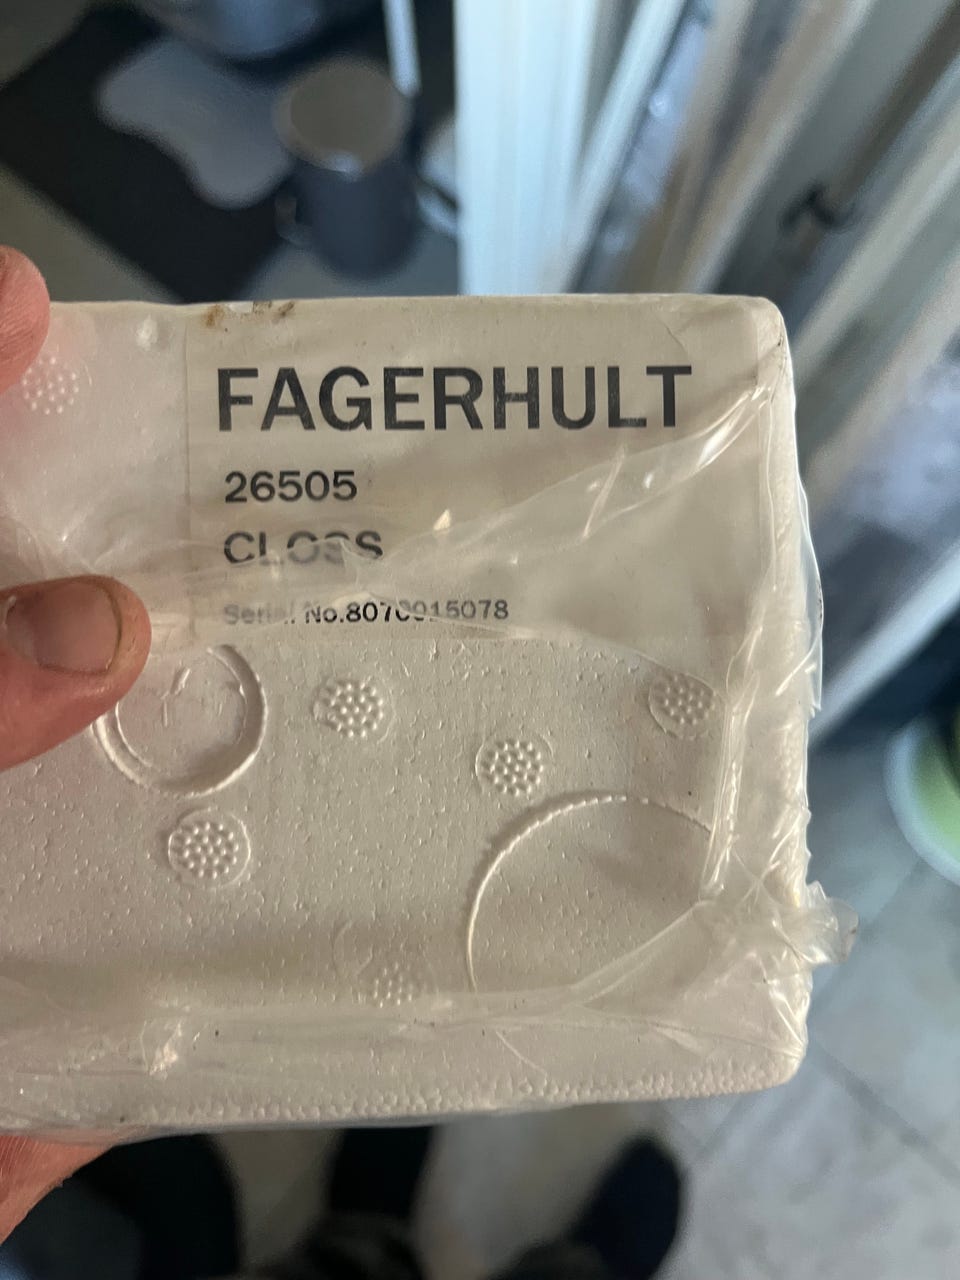 FAGERHULT
26505
CLOSS
Serial No.8070915078